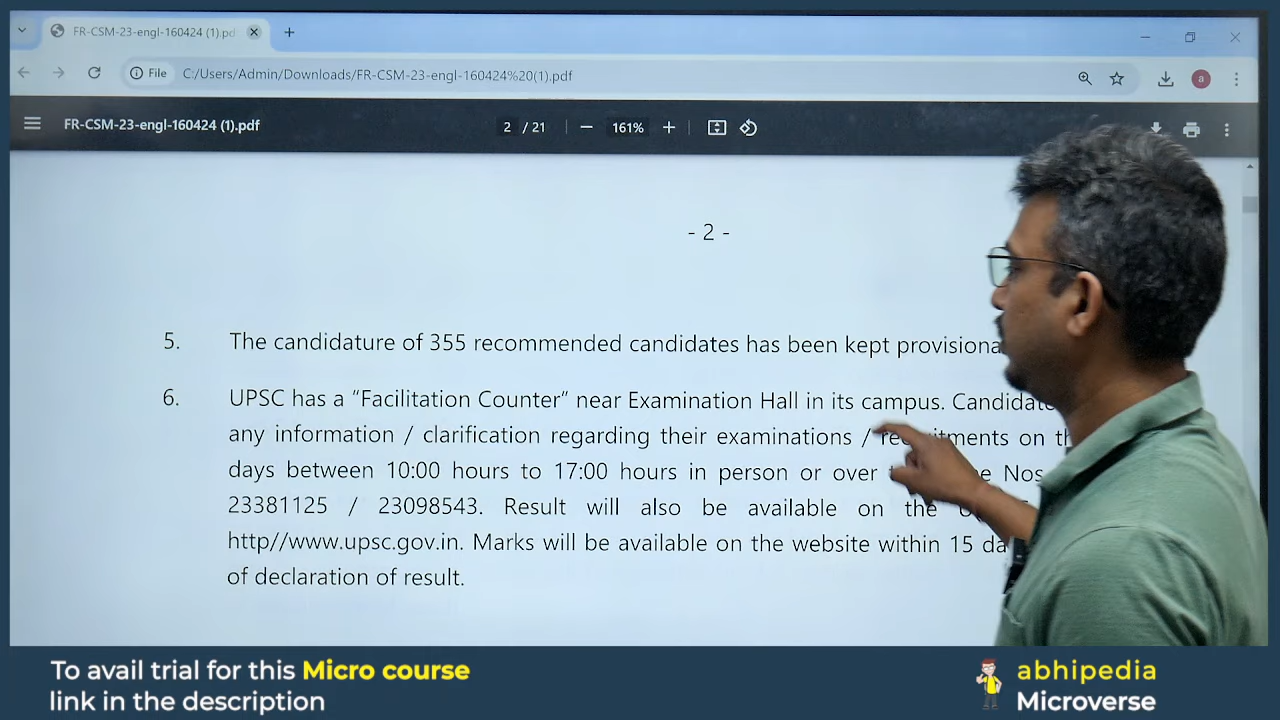 FR-CSM-23-engl-160424 (1).pd
File C:/Users/Admin/Downloads/FR-CSM-23-engl-160424%20(1).pdf
a
FR-CSM-23-engl-160424 (1).pdf
2 / 21
161%
- 2 -
5. The candidature of 355 recommended candidates has been kept
6. UPSC has a “Facilitation Counter” near Examination Hall in its campus.
any information / clarification regarding their examinations / recruitments on
days between 10:00 hours to 17:00 hours in person or over Nos
23381125 / 23098543. Result will also be available on the
http//www.upsc.gov.in. Marks will be available on the website within 15
of declaration of result.
To avail trial for this Micro course
link in the description
abhipedia
Microverse